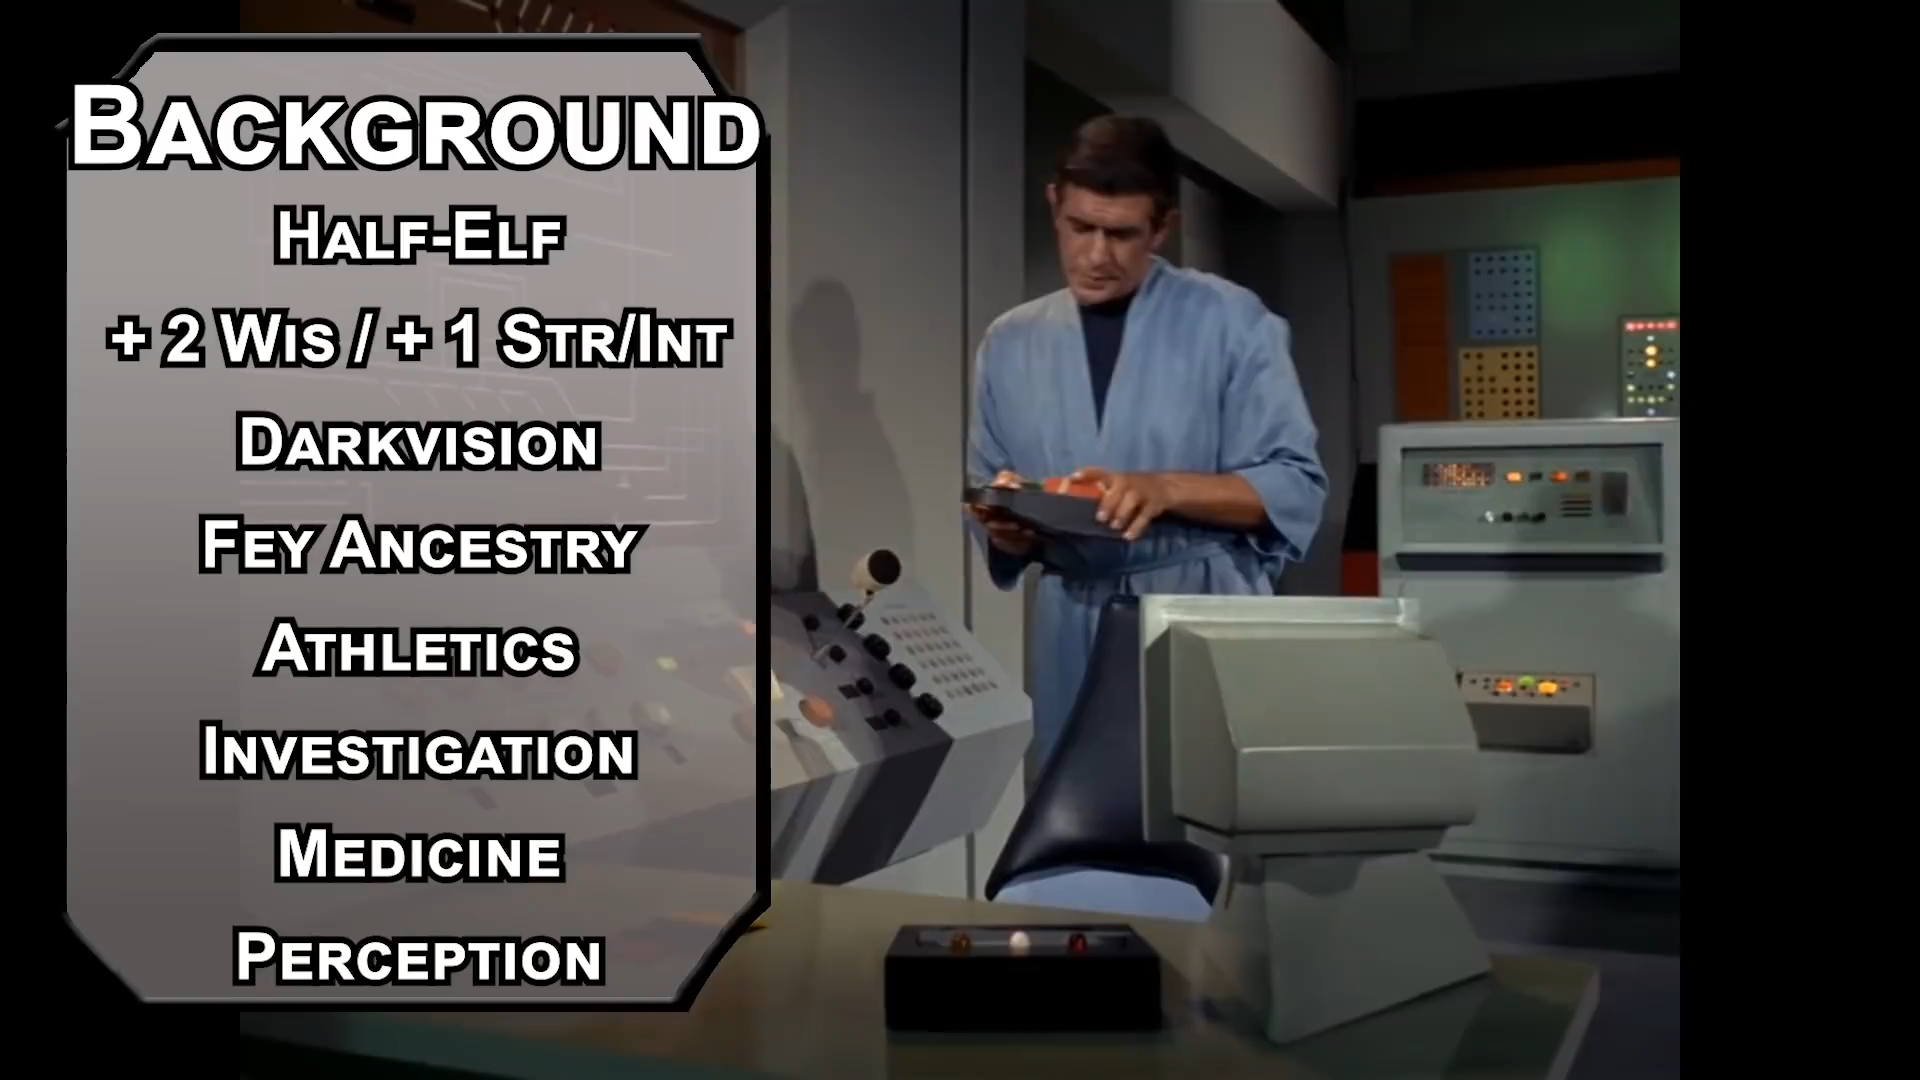 Background
Half-Elf
+ 2 Wis / + 1 Str/Int
Darkvision
Fey Ancestry
Athletics
Investigation
Medicine
Perception